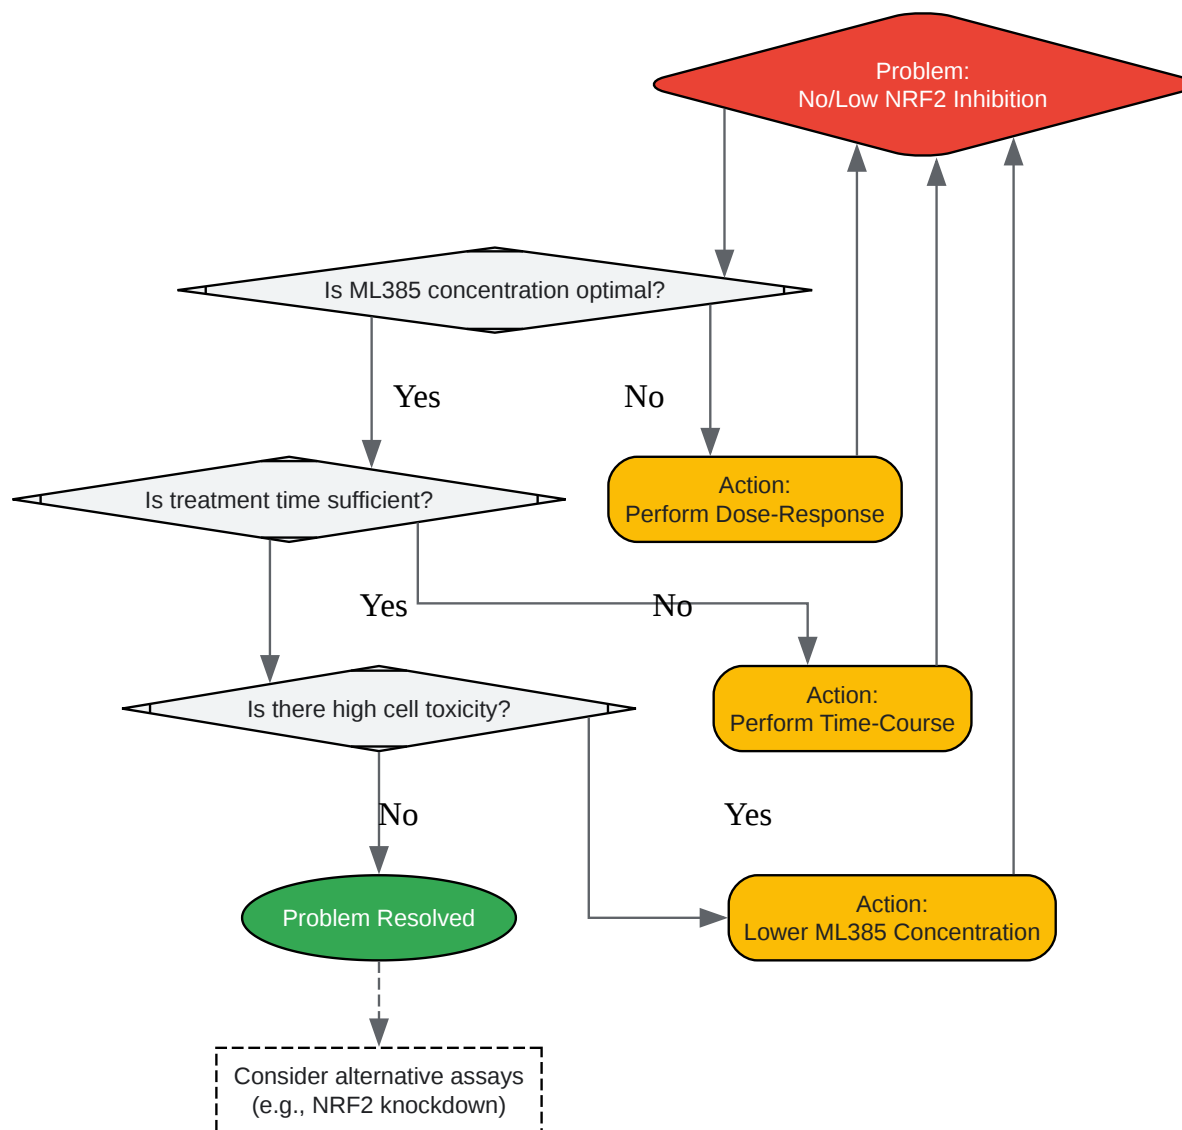 Problem:
No/Low NRF2 Inhibition
Is ML385 concentration optimal?
Yes
No
Is treatment time sufficient?
Action:
Perform Dose-Response
Yes
No
Is there high cell toxicity?
Action:
Perform Time-Course
No
Yes
Problem Resolved
Action:
Lower ML385 Concentration
Consider alternative assays
(e.g., NRF2 knockdown)